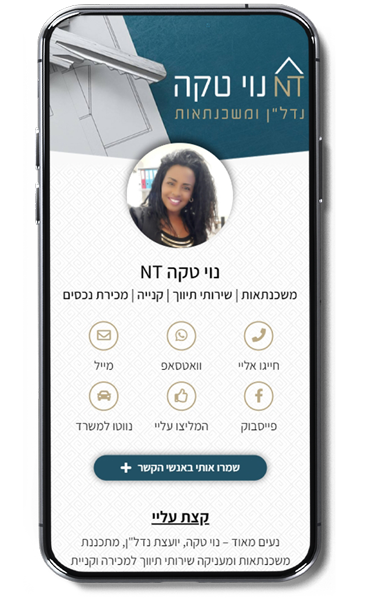 NT נוי טקה
נדל"ן ומשכנתאות
נוי טקה NT
משכנתאות | שירותי תיווך | קנייה | מכירת נכסים
חייגו אליי
וואטסאפ
מייל
פייסבוק
המליצו עליי
נווטו למשרד
שמרו אותי באנשי הקשר +
קצת עליי
נעים מאוד – נוי טקה, יועצת נדל"ן, מתכננת
משכנתאות ומעניקה שירותי תיווך למכירה וקניית